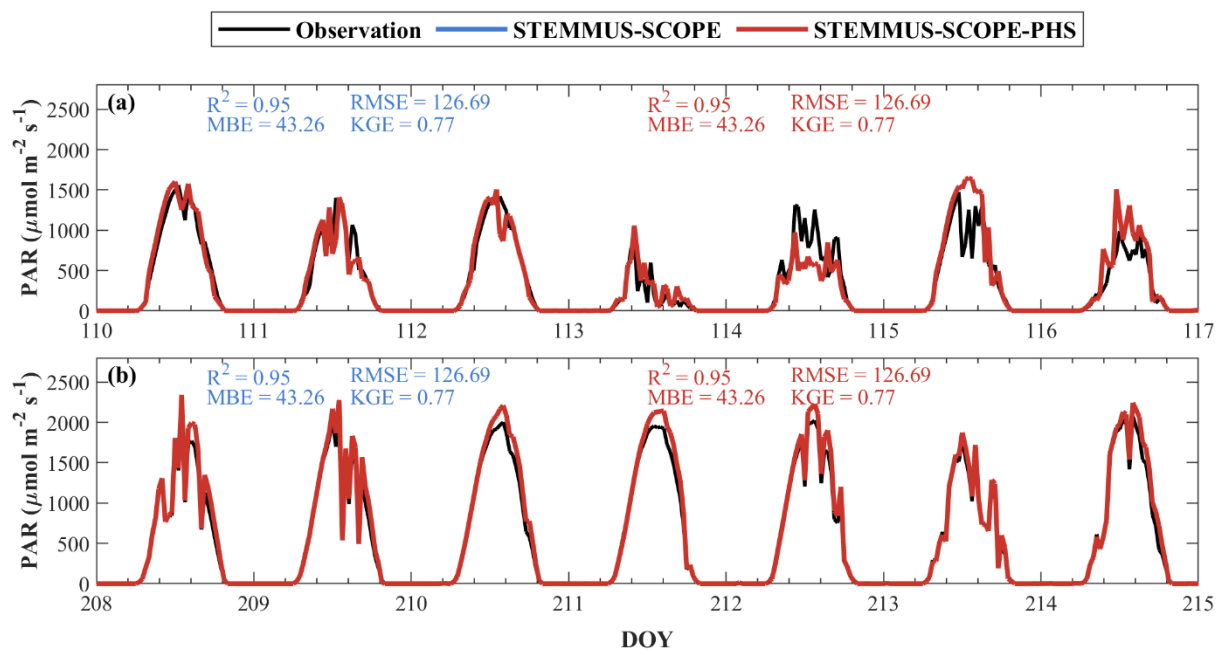 Observation STEMMUS-SCOPE STEMMUS-SCOPE-PHS
(a)
R² = 0.95 RMSE = 126.69 R² = 0.95 RMSE = 126.69
MBE = 43.26 KGE = 0.77 MBE = 43.26 KGE = 0.77
PAR (μmol m⁻² s⁻¹)
2500
2000
1500
1000
500
0
110 111 112 113 114 115 116 117
(b)
R² = 0.95 RMSE = 126.69 R² = 0.95 RMSE = 126.69
MBE = 43.26 KGE = 0.77 MBE = 43.26 KGE = 0.77
PAR (μmol m⁻² s⁻¹)
2500
2000
1500
1000
500
0
208 209 210 211 212 213 214 215
DOY